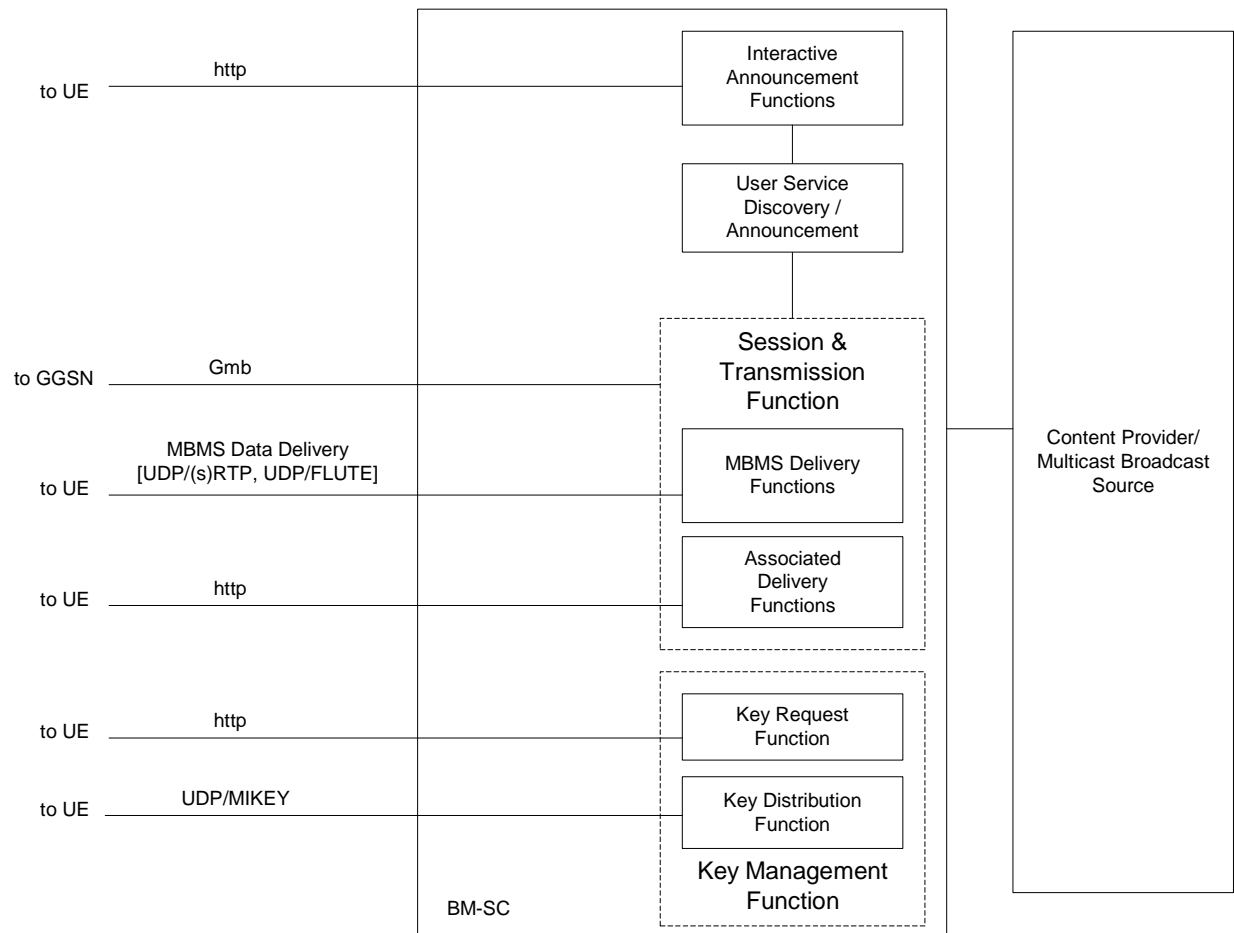 Interactive
Announcement
Functions
http
to UE
User Service
Discovery /
Announcement
Session &
Transmission
Function
Gmb
to GGSN
MBMS Data Delivery
[UDP/(s)RTP, UDP/FLUTE]
to UE
MBMS Delivery
Functions
Associated
Delivery
Functions
http
to UE
Key Request
Function
http
to UE
UDP/MIKEY
to UE
Key Distribution
Function
Key Management
Function
BM-SC
Content Provider/
Multicast Broadcast
Source